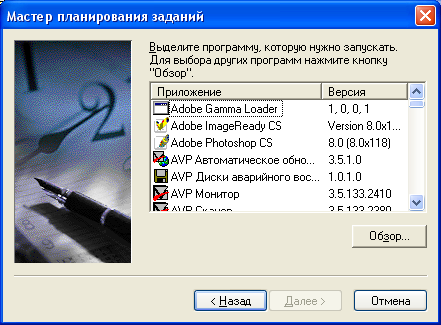 Мастер планирования заданий
Выделите программу, которую нужно запускать.
Для выбора других программ нажмите кнопку
"Обзор".
Приложение Версия
Adobe Gamma Loader 1, 0, 0, 1
Adobe ImageReady CS Version 8.0x1...
Adobe Photoshop CS 8.0 (8.0x118)
AVP Автоматическое обно... 3.5.1.0
AVP Диски аварийного вос... 1.0.1.0
AVP Монитор 3.5.133.2410
AVP Сканер 3.5.133.2390
Обзор...
< Назад Далее > Отмена